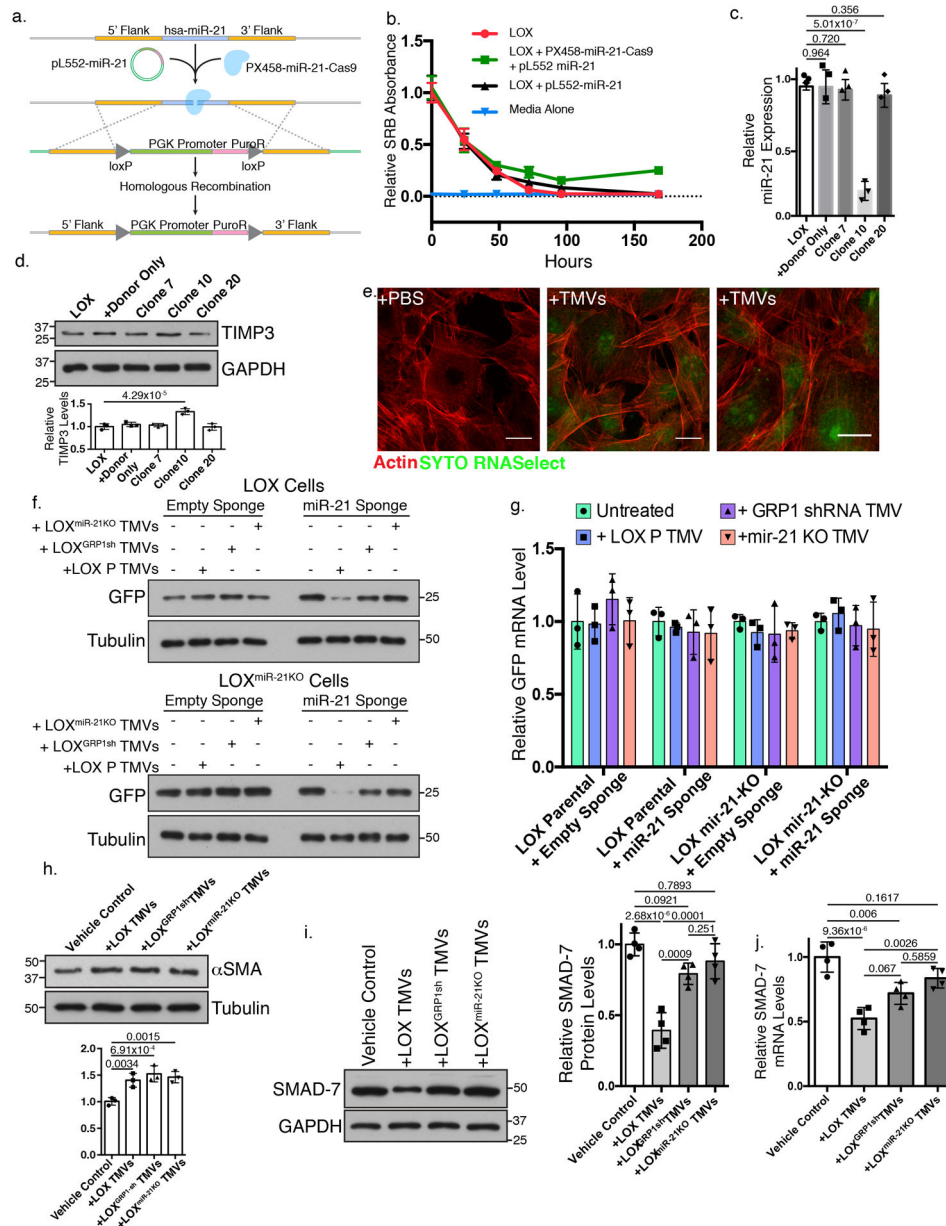 a.
5' Flank hsa-miR-21 3' Flank
pL552-miR-21
PX458-miR-21-Cas9
PGK Promoter PuroR
loxP loxP
Homologous Recombination
5' Flank PGK Promoter PuroR 3' Flank
b.
Relative SRB Absorbance
1.5
1.0
0.5
0.0
0 50 100 150 200
Hours
LOX
LOX + PX458-miR-21-Cas9
+ pL552 miR-21
LOX + pL552-miR-21
Media Alone
c.
0.356
5.01x10⁻⁷
0.720
0.964
Relative
miR-21 Expression
1.0
0.5
0.0
LOX
+Donor Only
Clone 7
Clone 10
Clone 20
d.
LOX
+Donor Only
Clone 7
Clone 10
Clone 20
37
25
TIMP3
37
25
GAPDH
4.29x10⁻⁵
Relative
TIMP3 Levels
1.5
1.0
0.5
LOX
+Donor
Only
Clone 7
Clone10
Clone 20
e.
+PBS
+TMVs
+TMVs
Actin SYTO RNASelect
f.
LOX Cells
Empty Sponge miR-21 Sponge
+ LOXmiR-21KO TMVs - - - + - - - +
+ LOXGRP1sh TMVs - - + - - - + -
+LOX P TMVs - + - - - + - -
GFP
25
Tubulin
50
LOXmiR-21KO Cells
Empty Sponge miR-21 Sponge
+ LOXmiR-21KO TMVs - - - + - - - +
+ LOXGRP1sh TMVs - - + - - - + -
+LOX P TMVs - + - - - + - -
GFP
25
Tubulin
50
g.
Untreated
+ LOX P TMV
+ GRP1 shRNA TMV
+mir-21 KO TMV
Relative GFP mRNA Level
1.5
1.0
0.5
0.0
LOX Parental
+ Empty Sponge
LOX Parental
+ miR-21 Sponge
LOX mir-21-KO
+ Empty Sponge
LOX mir-21-KO
+ miR-21 Sponge
h.
Vehicle Control
+LOX TMVs
+LOXGRP1shTMVs
+LOXmiR-21KO TMVs
50
37
αSMA
50
Tubulin
0.0015
6.91x10⁻⁴
0.0034
2.0
1.5
1.0
0.5
0.0
Vehicle Control
+LOX TMVs
+LOXGRP1-sh TMVs
+LOXmiR-21KO TMVs
i.
Vehicle Control
+LOX TMVs
+LOXGRP1sh TMVs
+LOXmiR-21KO TMVs
SMAD-7
50
GAPDH
37
25
0.7893
0.0921
2.68x10⁻⁶ 0.0001
0.251
0.0009
Relative SMAD-7
Protein Levels
1.0
0.5
0.0
Vehicle Control
+LOX TMVs
+LOXGRP1shTMVs
+LOXmiR-21KO TMVs
j.
0.1617
0.006
9.36x10⁻⁶
0.0026
0.5859
0.067
Relative SMAD-7
mRNA Levels
1.0
0.5
0.0
Vehicle Control
+LOX TMVs
+LOXGRP1shTMVs
+LOXmiR-21KO TMVs